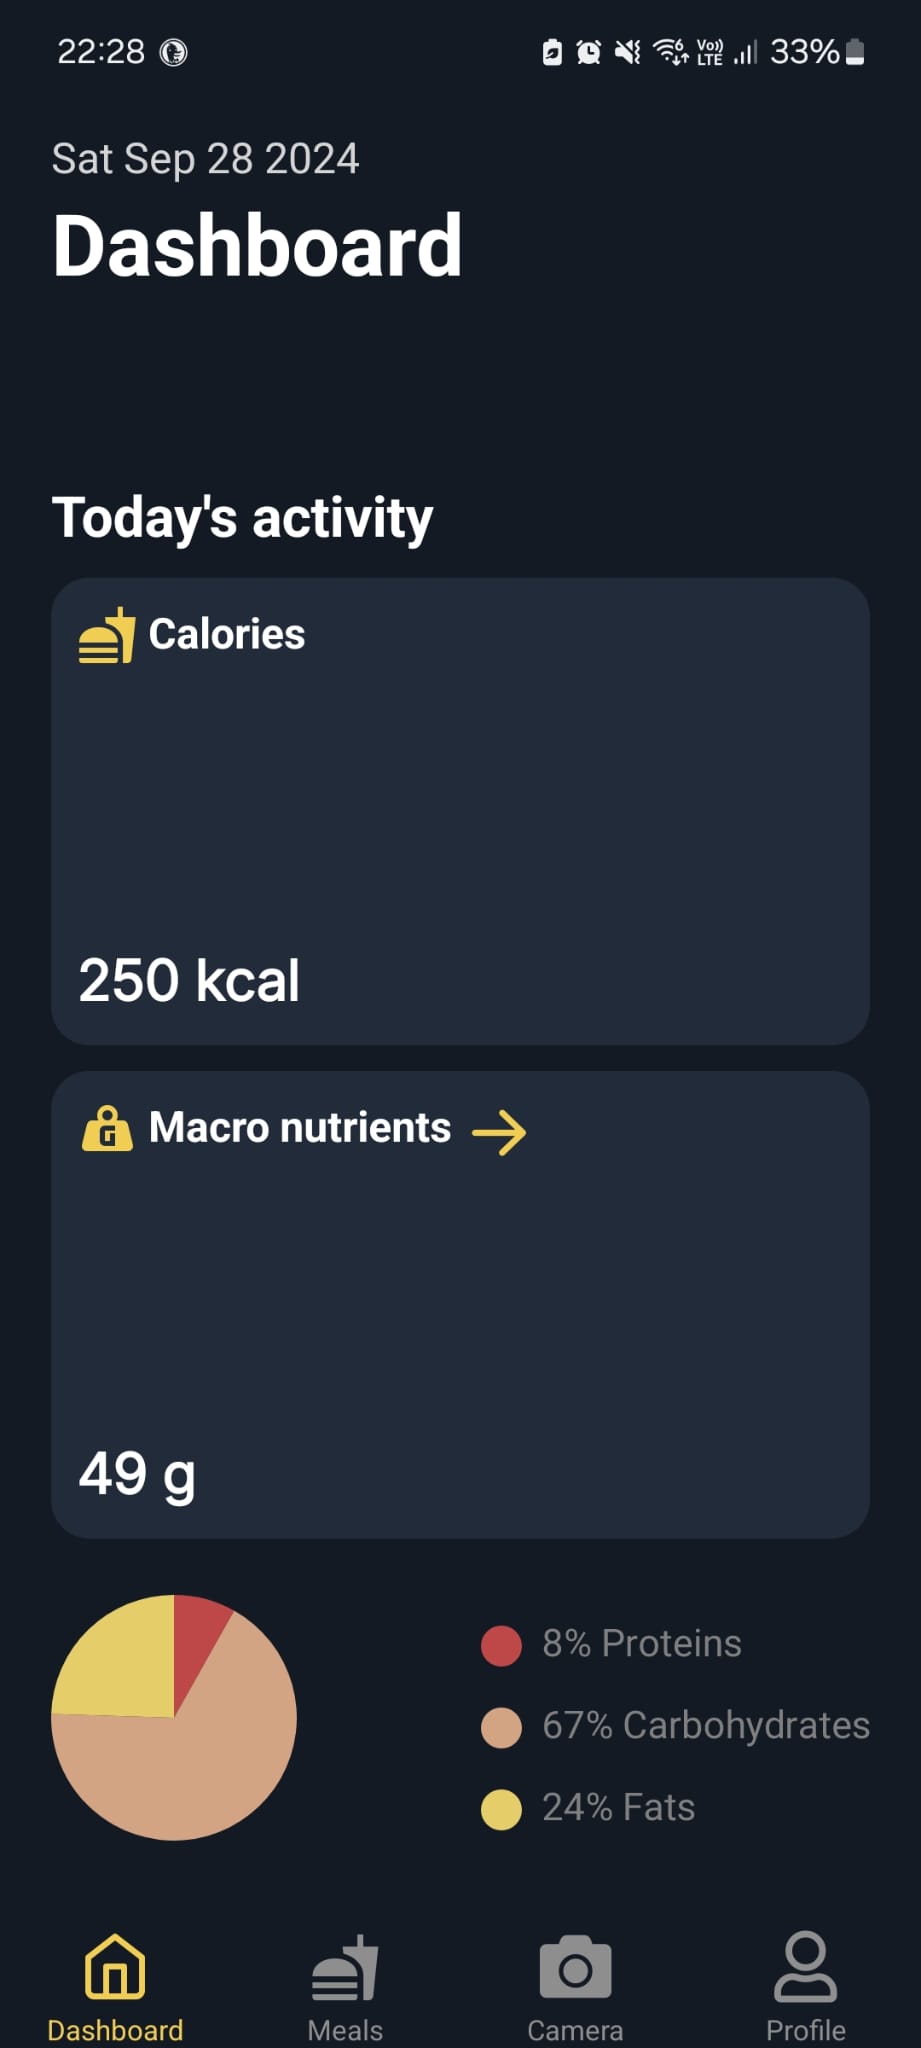 22:28
Vo))
LTE
6
33%
Sat Sep 28 2024
Dashboard
Today's activity
Calories
250 kcal
G
Macro nutrients
49 g
8% Proteins
67% Carbohydrates
24% Fats
Dashboard
Meals
Camera
Profile